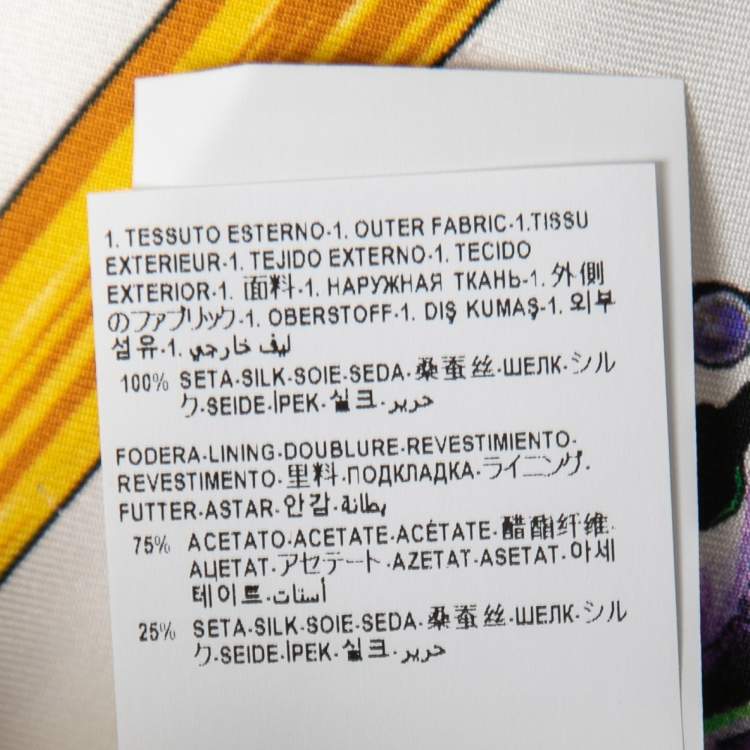 1. TESSUTO ESTERNO-1. OUTER FABRIC-1.TISSU
EXTERIEUR-1. TEJIDO EXTERNO-1. TECIDO
EXTERIOR-1. 面料-1. НАРУЖНАЯ ТКАНЬ-1. 外側
のファブリック-1. OBERSTOFF-1. DIŞ KUMAŞ-1. 외부
섬유-1. ليف خارجي
100% SETA-SILK-SOIE-SEDA-桑蚕丝-ШЕЛК-シル
ク-SEIDE-İPEK-실크-حرير
FODERA-LINING-DOUBLURE-REVESTIMIENTO-
REVESTIMENTO-里料-ПОДКЛАДКА-ライニング-
FUTTER-ASTAR-안감-بطانة
75% ACETATO-ACETATE-ACÉTATE-醋酯纤维-
АЦЕТАТ-アセテート-AZETAT-ASETAT-아세
테이트-أستات
25% SETA-SILK-SOIE-SEDA-桑蚕丝-ШЕЛК-シル
ク-SEIDE-İPEK-실크-حرير